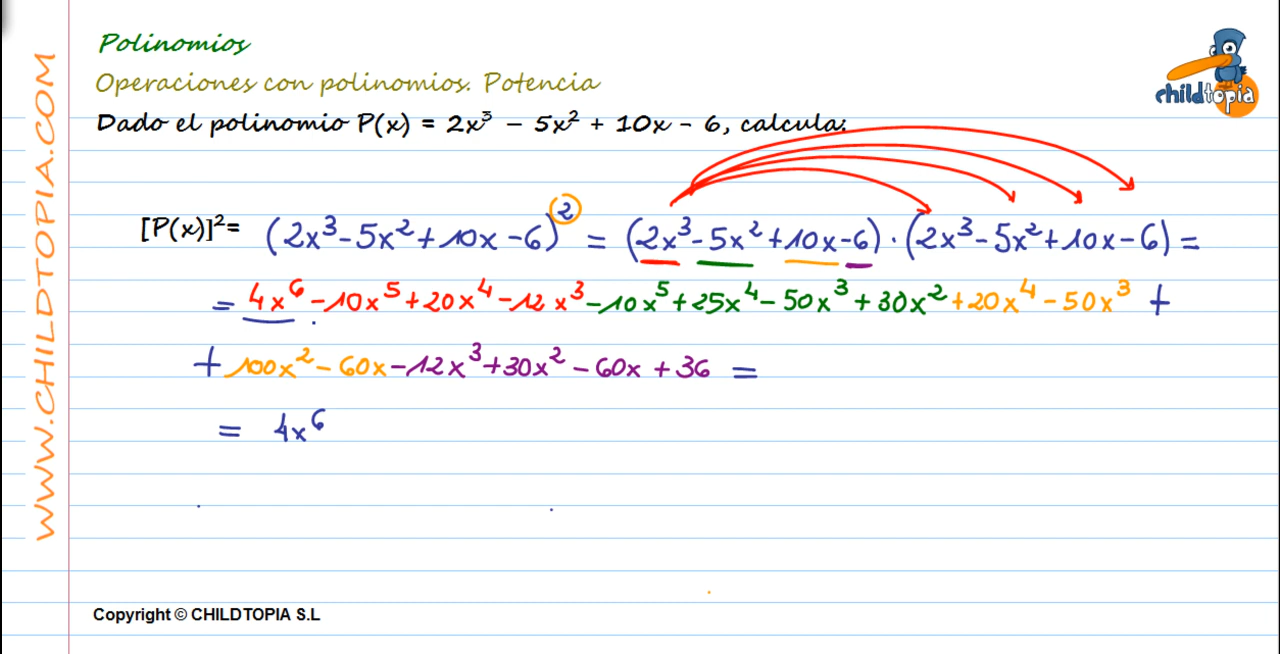 Polinomios
Operaciones con polinomios. Potencia
Dado el polinomio P(x) = 2x³ – 5x² + 10x – 6, calcula:
childtopia
[P(x)]²= (2x³ - 5x² + 10x - 6)² = (2x³ - 5x² + 10x - 6) · (2x³ - 5x² + 10x - 6) =
= 4x⁶ - 10x⁵ + 20x⁴ - 12x³ - 10x⁵ + 25x⁴ - 50x³ + 30x² + 20x⁴ - 50x³ +
+ 100x² - 60x - 12x³ + 30x² - 60x + 36 =
= 4x⁶
WWW.CHILDTOPIA.COM
Copyright © CHILDTOPIA S.L